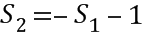 S₂ = − S₁ − 1